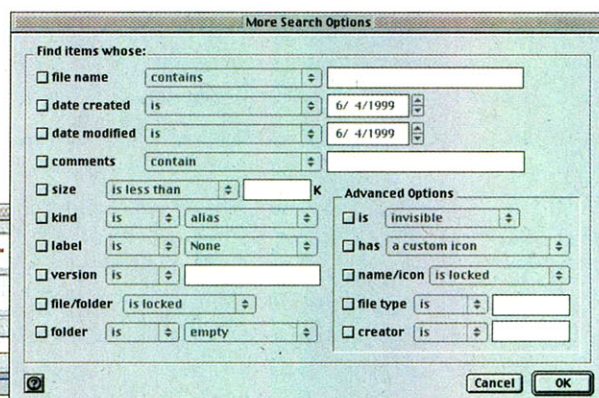 More Search Options
Find items whose:
file name contains
date created is 6/ 4/1999
date modified is 6/ 4/1999
comments contain
size is less than K
kind is alias
label is None
version is
file/folder is locked
folder is empty
Advanced Options
is invisible
has a custom icon
name/icon is locked
file type is
creator is
?
Cancel OK